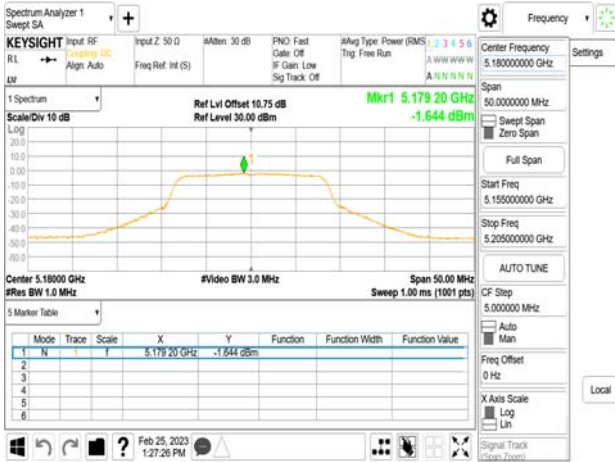 Spectrum Analyzer 1
Swept SA
Frequency
Settings
KEYSIGHT
RL
Input: RF
Coupling: DC
Align: Auto
Input Z: 50 Ω
Freq Ref: Int (S)
#Atten: 30 dB
PNO: Fast
Gate: Off
IF Gain: Low
Sig Track: Off
#Avg Type: Power (RMS
Trig: Free Run
1 2 3 4 5 6
A W W W W W
A N N N N N
1 Spectrum
Scale/Div 10 dB
Ref Lvl Offset 10.75 dB
Ref Level 30.00 dBm
Mkr1 5.179 20 GHz
-1.644 dBm
Log
20.0
10.0
0.00
-10.0
-20.0
-30.0
-40.0
-50.0
-60.0
1
Center 5.18000 GHz
#Res BW 1.0 MHz
#Video BW 3.0 MHz
Span 50.00 MHz
Sweep 1.00 ms (1001 pts)
5 Marker Table
Mode Trace Scale X Y Function Function Width Function Value
1 N 1 f 5.179 20 GHz -1.644 dBm
2
3
4
5
6
Center Frequency
5.180000000 GHz
Span
50.0000000 MHz
Swept Span
Zero Span
Full Span
Start Freq
5.155000000 GHz
Stop Freq
5.205000000 GHz
AUTO TUNE
CF Step
5.000000 MHz
Auto
Man
Freq Offset
0 Hz
X Axis Scale
Log
Lin
Signal Track
(Span Zoom)
Local
?
Feb 25, 2023
1:27:26 PM